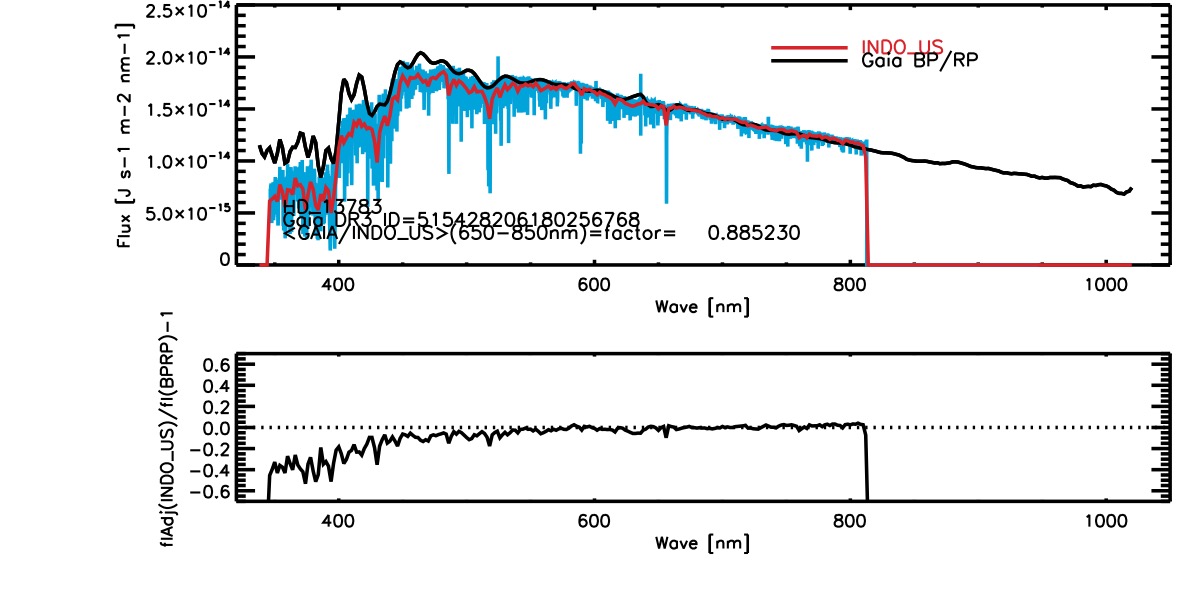 2.5×10⁻¹⁴
2.0×10⁻¹⁴
1.5×10⁻¹⁴
1.0×10⁻¹⁴
5.0×10⁻¹⁵
0
Flux [J s-1 m-2 nm-1]
INDO_US
Gaia BP/RP
HD_13783
Gaia DR3 ID=5154282061180256768
<GAIA/INDO_US>(650-850nm)=factor= 0.885230
400 600 800 1000
Wave [nm]
0.6
0.4
0.2
0.0
-0.2
-0.4
-0.6
flAdj(INDO_US)/fl(BPRP)-1
400 600 800 1000
Wave [nm]